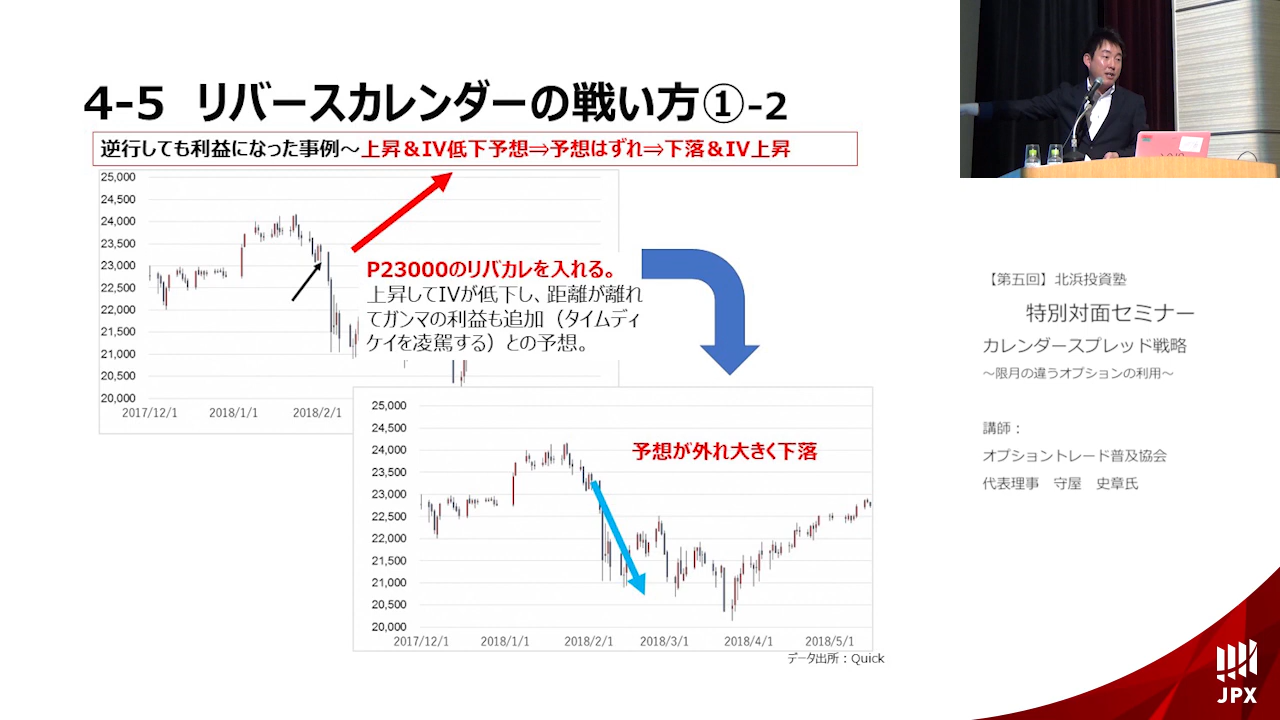 4-5 リバースカレンダーの戦い方①-2
逆行しても利益になった事例～上昇＆IV低下予想⇒予想はずれ⇒下落＆IV上昇
25,000
24,500
24,000
23,500
23,000
22,500
22,000
21,500
21,000
20,500
20,000
2017/12/1 2018/1/1 2018/2/1
P23000のリバカレを入れる。
上昇してIVが低下し、距離が離れ
てガンマの利益も追加（タイムディ
ケイを凌駕する）との予想。
25,000
24,500
24,000
23,500
23,000
22,500
22,000
21,500
21,000
20,500
20,000
2017/12/1 2018/1/1 2018/2/1 2018/3/1 2018/4/1 2018/5/1
予想が外れ大きく下落
データ出所：Quick
【第五回】北浜投資塾
特別対面セミナー
カレンダースプレッド戦略
～限月の違うオプションの利用～
講師：
オプショントレード普及協会
代表理事 守屋 史章氏
JPX